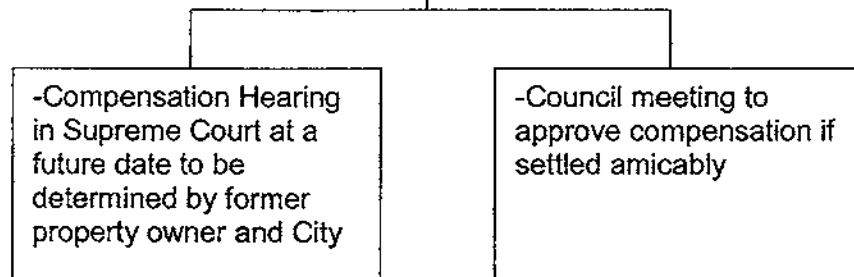 -Compensation Hearing
in Supreme Court at a
future date to be
determined by former
property owner and City
-Council meeting to
approve compensation if
settled amicably